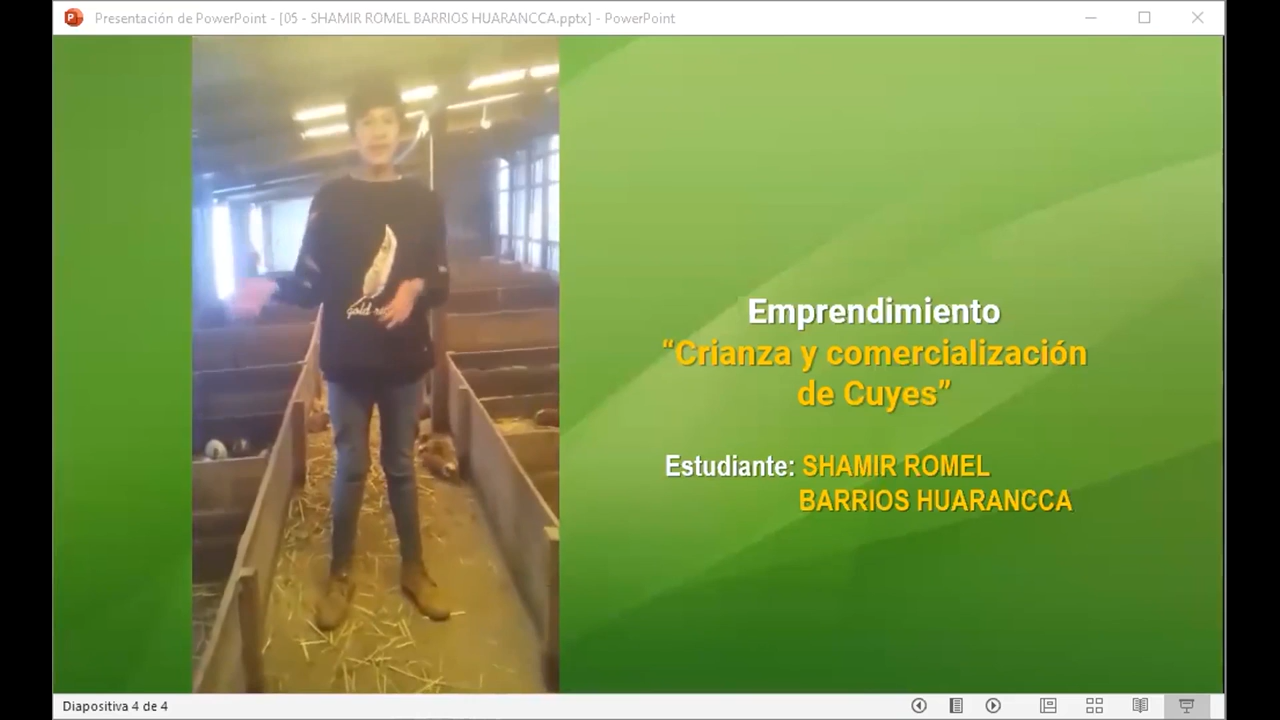 Presentación de PowerPoint - [05 - SHAMIR ROMEL BARRIOS HUARANCCA.pptx] - PowerPoint
Emprendimiento
“Crianza y comercialización
de Cuyes”
Estudiante: SHAMIR ROMEL
BARRIOS HUARANCCA
gold
Diapositiva 4 de 4